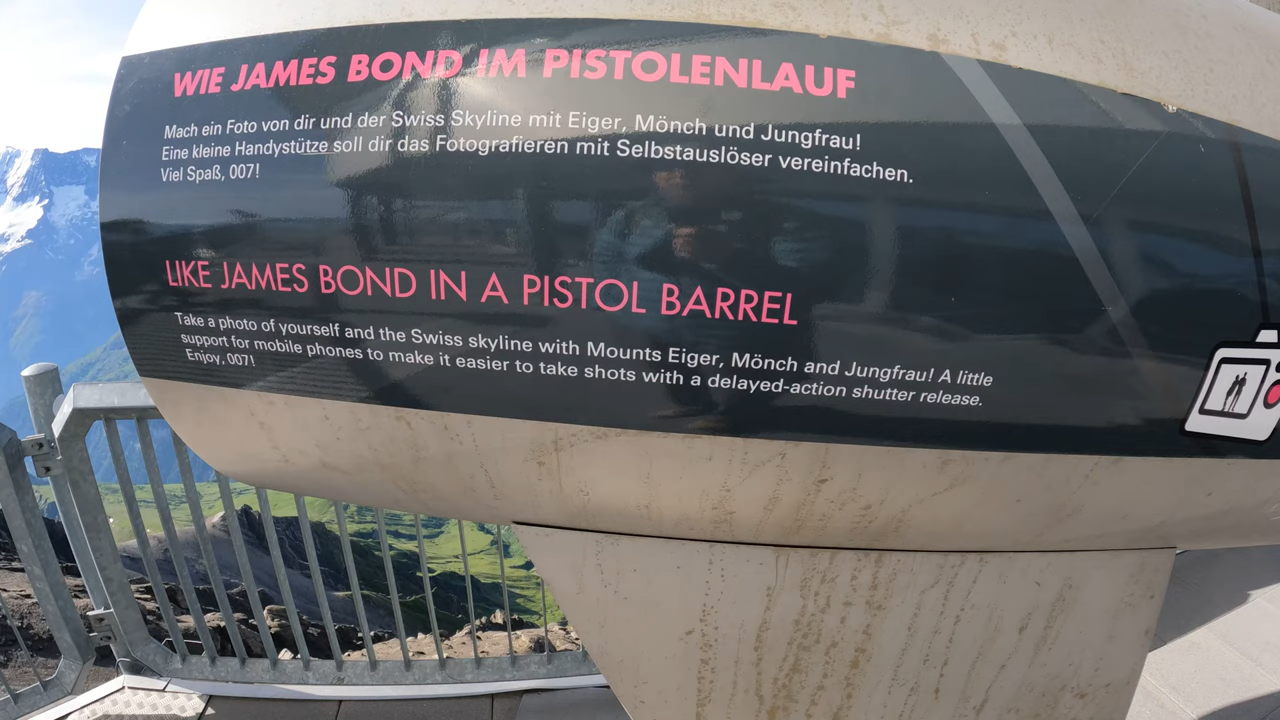 WIE JAMES BOND IM PISTOLENLAUF
Mach ein Foto von dir und der Swiss Skyline mit Eiger, Mönch und Jungfrau!
Eine kleine Handystütze soll dir das Fotografieren mit Selbstauslöser vereinfachen.
Viel Spaß, 007!
LIKE JAMES BOND IN A PISTOL BARREL
Take a photo of yourself and the Swiss skyline with Mounts Eiger, Mönch and Jungfrau! A little
support for mobile phones to make it easier to take shots with a delayed-action shutter release.
Enjoy, 007!